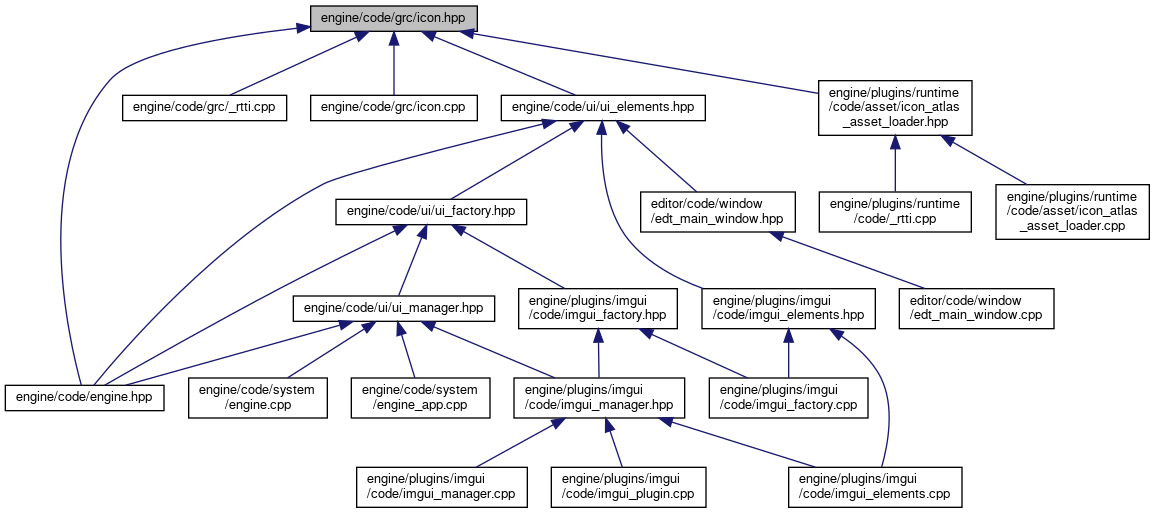 engine/code/grc/icon.hpp
engine/code/grc/_rtti.cpp
engine/code/grc/icon.cpp
engine/code/ui/ui_elements.hpp
engine/plugins/runtime
/code/asset/icon_atlas
_asset_loader.hpp
engine/code/ui/ui_factory.hpp
editor/code/window
/edt_main_window.hpp
engine/plugins/runtime
/code/_rtti.cpp
engine/plugins/runtime
/code/asset/icon_atlas
_asset_loader.cpp
engine/code/ui/ui_manager.hpp
engine/plugins/imgui
/code/imgui_factory.hpp
engine/plugins/imgui
/code/imgui_elements.hpp
editor/code/window
/edt_main_window.cpp
engine/code/engine.hpp
engine/code/system
/engine.cpp
engine/code/system
/engine_app.cpp
engine/plugins/imgui
/code/imgui_manager.hpp
engine/plugins/imgui
/code/imgui_factory.cpp
engine/plugins/imgui
/code/imgui_manager.cpp
engine/plugins/imgui
/code/imgui_plugin.cpp
engine/plugins/imgui
/code/imgui_elements.cpp